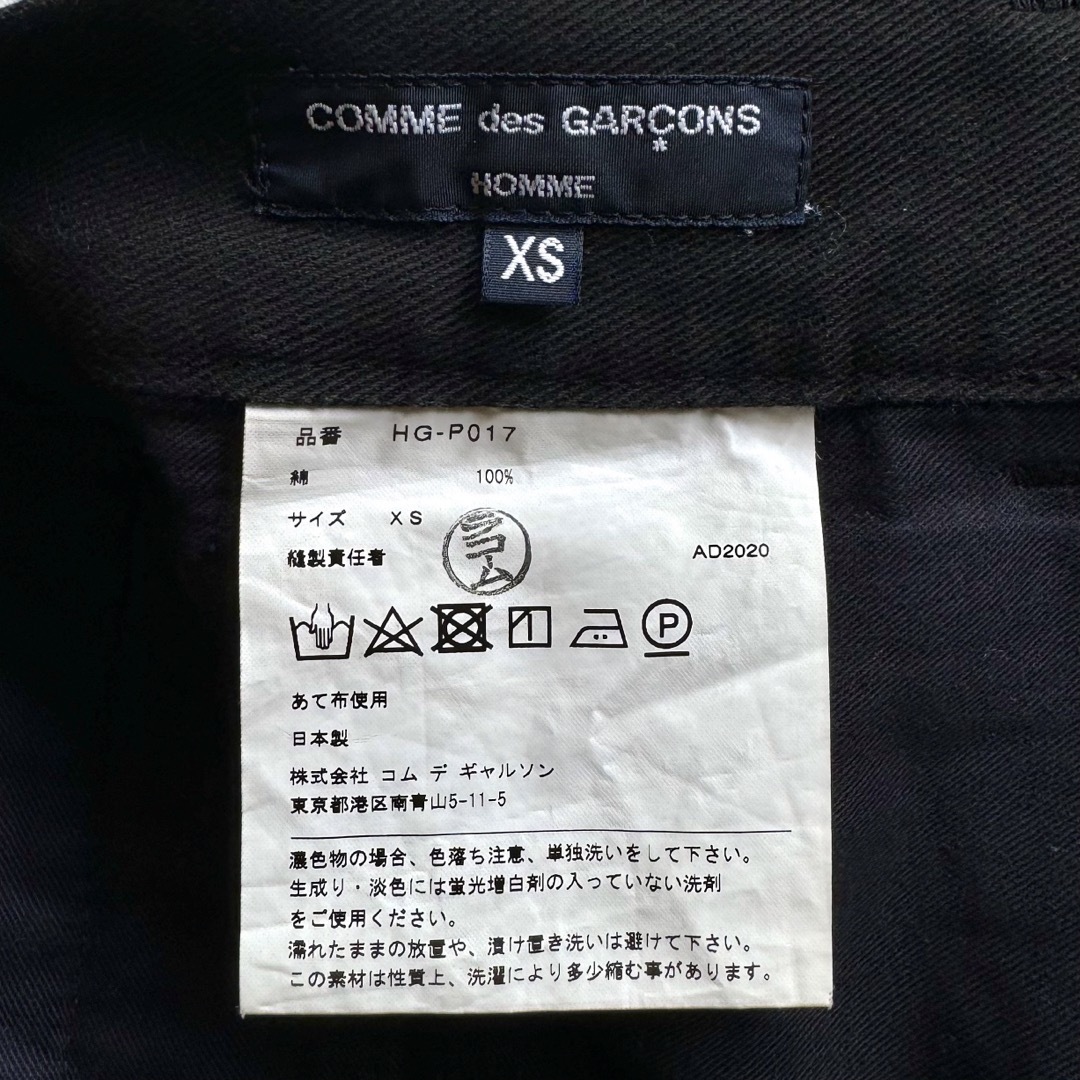 COMME des GARÇONS
*
HOMME
XS
品番 HG-P017
綿 100%
サイズ XS
縫製責任者 コム AD2020
P
あて布使用
日本製
株式会社 コム デ ギャルソン
東京都港区南青山5-11-5
濃色物の場合、色落ち注意、単独洗いをして下さい。
生成り・淡色には蛍光増白剤の入っていない洗剤
をご使用ください。
濡れたままの放置や、漬け置き洗いは避けて下さい。
この素材は性質上、洗濯により多少縮む事があります。